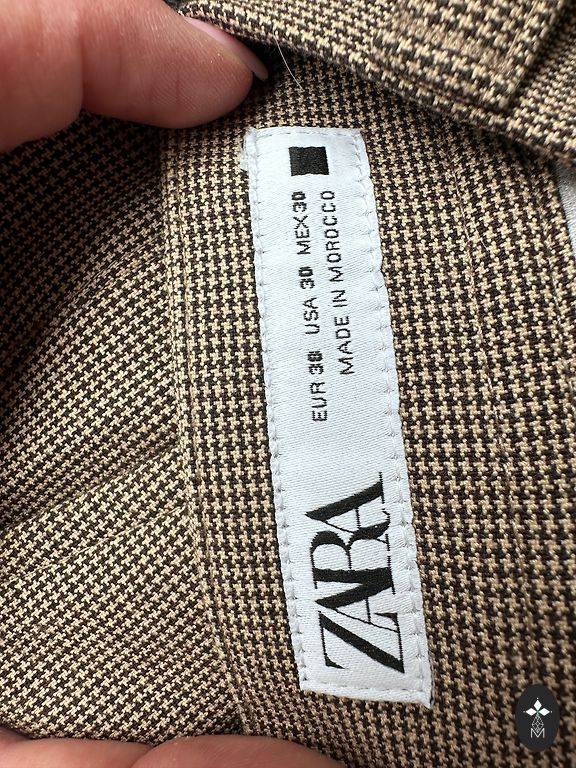 EUR 38 USA 30 MEX 30
MADE IN MOROCCO
ZARA
M